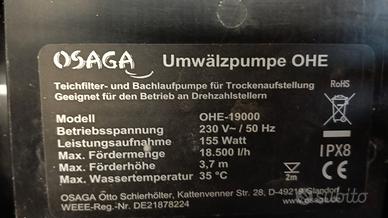 OSAGA Umwälzpumpe OHE
Teichfilter- und Bachlaufpumpe für Trockenaufstellung
Geeignet für den Betrieb an Drehzahlstellern
RoHS
Modell OHE-19000
Betriebsspannung 230 V~ / 50 Hz
Leistungsaufnahme 155 Watt
Max. Fördermenge 18.500 l/h
Max. Förderhöhe 3,7 m
Max. Wassertemperatur 35 °C
2m
IPX8
OSAGA Otto Schierhölter, Kattenvenner Str. 28, D-49219 Glandorf
WEEE-Reg.-Nr. DE21878224
subito